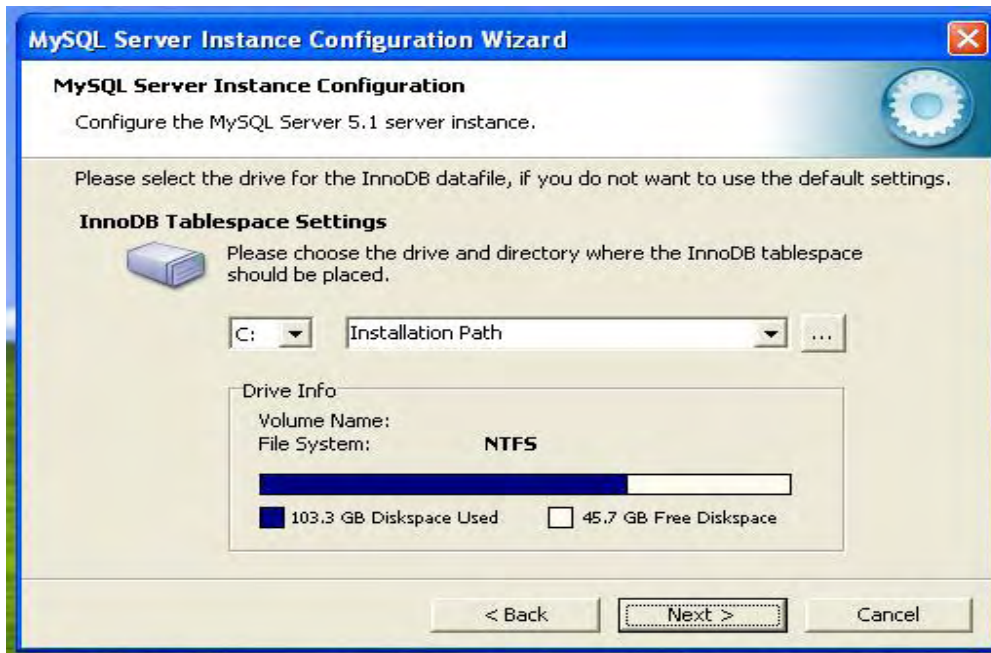 MySQL Server Instance Configuration Wizard
MySQL Server Instance Configuration
Configure the MySQL Server 5.1 server instance.
Please select the drive for the InnoDB datafile, if you do not want to use the default settings.
InnoDB Tablespace Settings
Please choose the drive and directory where the InnoDB tablespace
should be placed.
C: Installation Path ...
Drive Info
Volume Name:
File System: NTFS
103.3 GB Diskspace Used 45.7 GB Free Diskspace
< Back Next > Cancel